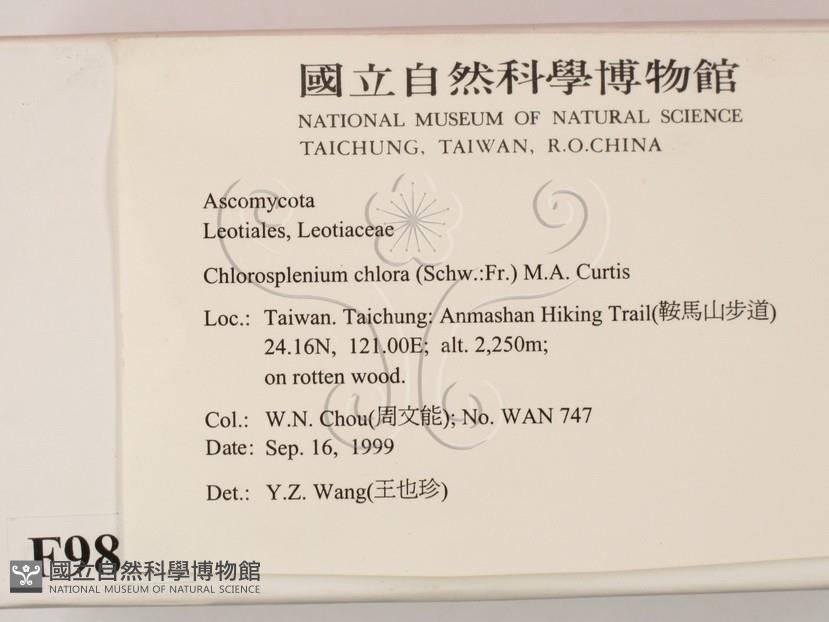 國立自然科學博物館
NATIONAL MUSEUM OF NATURAL SCIENCE
TAICHUNG, TAIWAN, R.O.CHINA
Ascomycota
Leotiales, Leotiaceae
Chlorosplenium chlora (Schw.:Fr.) M.A. Curtis
Loc.: Taiwan. Taichung: Anmashan Hiking Trail(鞍馬山步道)
24.16N, 121.00E; alt. 2,250m;
on rotten wood.
Col.: W.N. Chou(周文能); No. WAN 747
Date: Sep. 16, 1999
Det.: Y.Z. Wang(王也珍)
F98
國立自然科學博物館
NATIONAL MUSEUM OF NATURAL SCIENCE